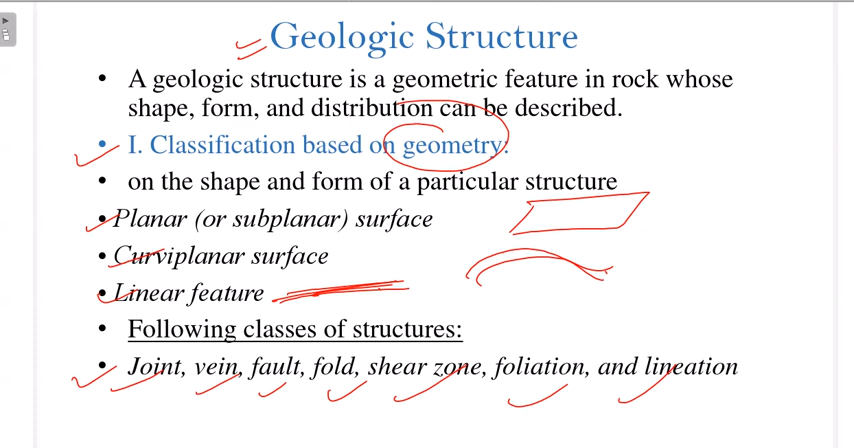 Geologic Structure
• A geologic structure is a geometric feature in rock whose
shape, form, and distribution can be described.
• I. Classification based on geometry.
• on the shape and form of a particular structure
• Planar (or subplanar) surface
• Curviplanar surface
• Linear feature
• Following classes of structures:
• Joint, vein, fault, fold, shear zone, foliation, and lineation